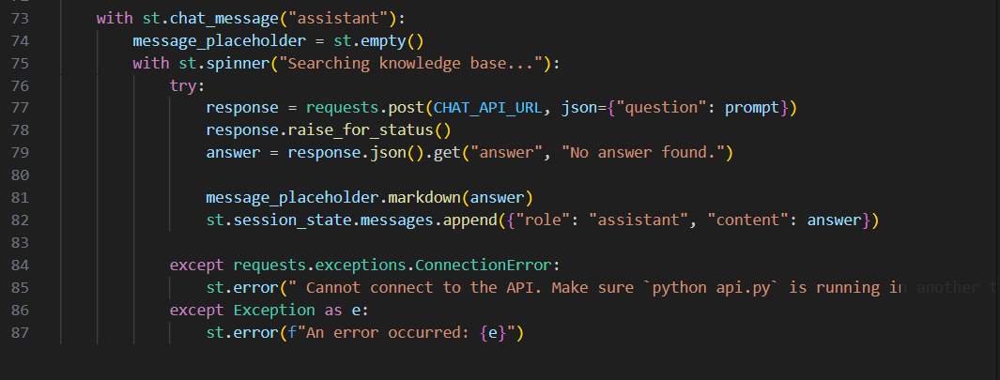 73 with st.chat_message("assistant"):
74 message_placeholder = st.empty()
75 with st.spinner("Searching knowledge base..."):
76 try:
77 response = requests.post(CHAT_API_URL, json={"question": prompt})
78 response.raise_for_status()
79 answer = response.json().get("answer", "No answer found.")
80
81 message_placeholder.markdown(answer)
82 st.session_state.messages.append({"role": "assistant", "content": answer})
83
84 except requests.exceptions.ConnectionError:
85 st.error(" Cannot connect to the API. Make sure `python api.py` is running in another t
86 except Exception as e:
87 st.error(f"An error occurred: {e}")